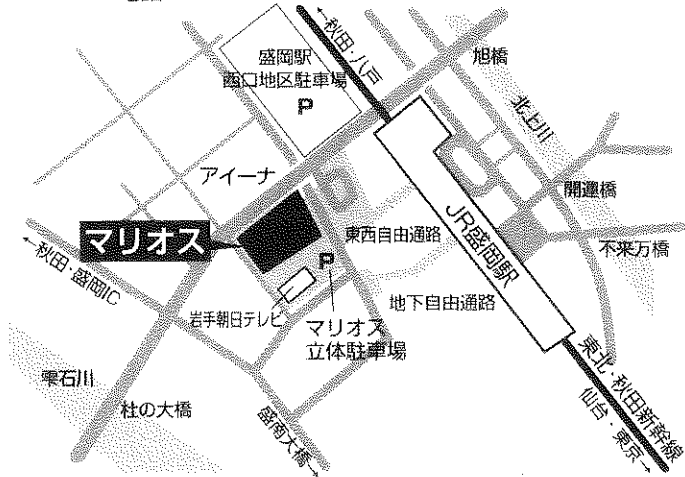 ←秋田・八戸
盛岡駅
西口地区駐車場
P
旭橋
北上川
アイーナ
開運橋
マリオス
東西自由通路
JR盛岡駅
不来方橋
←秋田・盛岡IC
P
地下自由通路
岩手朝日テレビ
マリオス
立体駐車場
雫石川
杜の大橋
盛南大橋→
東北・秋田新幹線
仙台・東京→